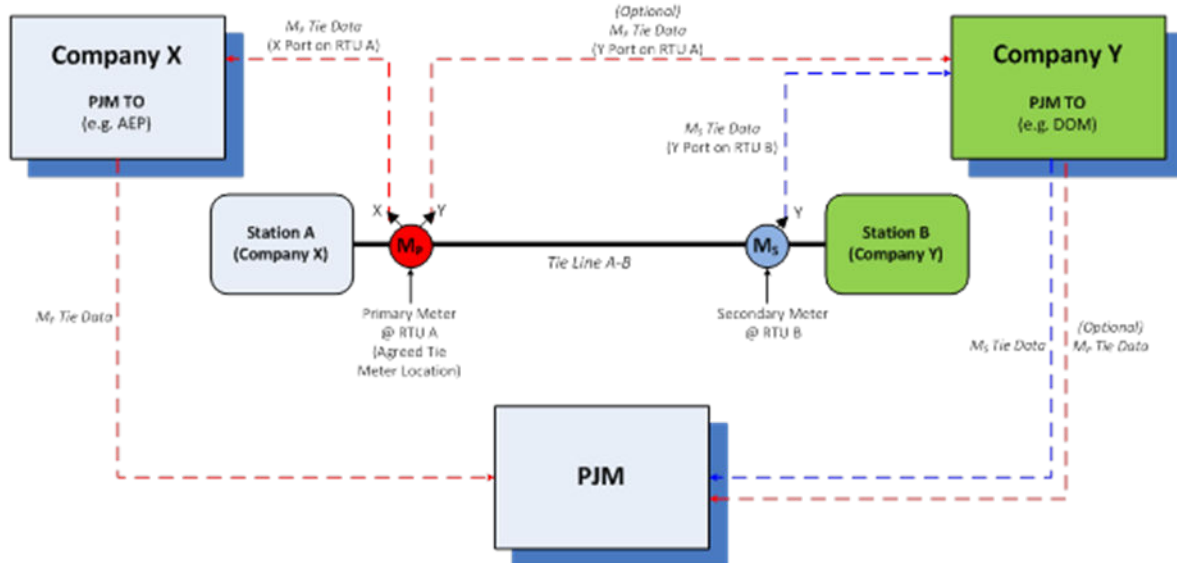 Company X
PJM TO
(e.g. AEP)
MP Tie Data
(X Port on RTU A)
(Optional)
MP Tie Data
(Y Port on RTU A)
Company Y
PJM TO
(e.g. DOM)
MS Tie Data
(Y Port on RTU B)
X
Y
Y
Station A
(Company X)
MP
Tie Line A-B
MS
Station B
(Company Y)
Primary Meter
@ RTU A
(Agreed Tie
Meter Location)
Secondary Meter
@ RTU B
MP Tie Data
MS Tie Data
(Optional)
MP Tie Data
PJM